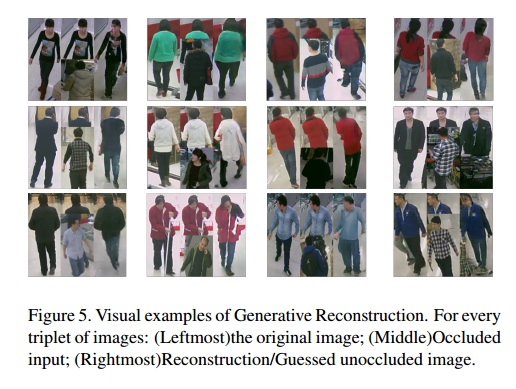 Figure 5. Visual examples of Generative Reconstruction. For every
triplet of images: (Leftmost)the original image; (Middle)Occluded
input; (Rightmost)Reconstruction/Guessed unoccluded image.